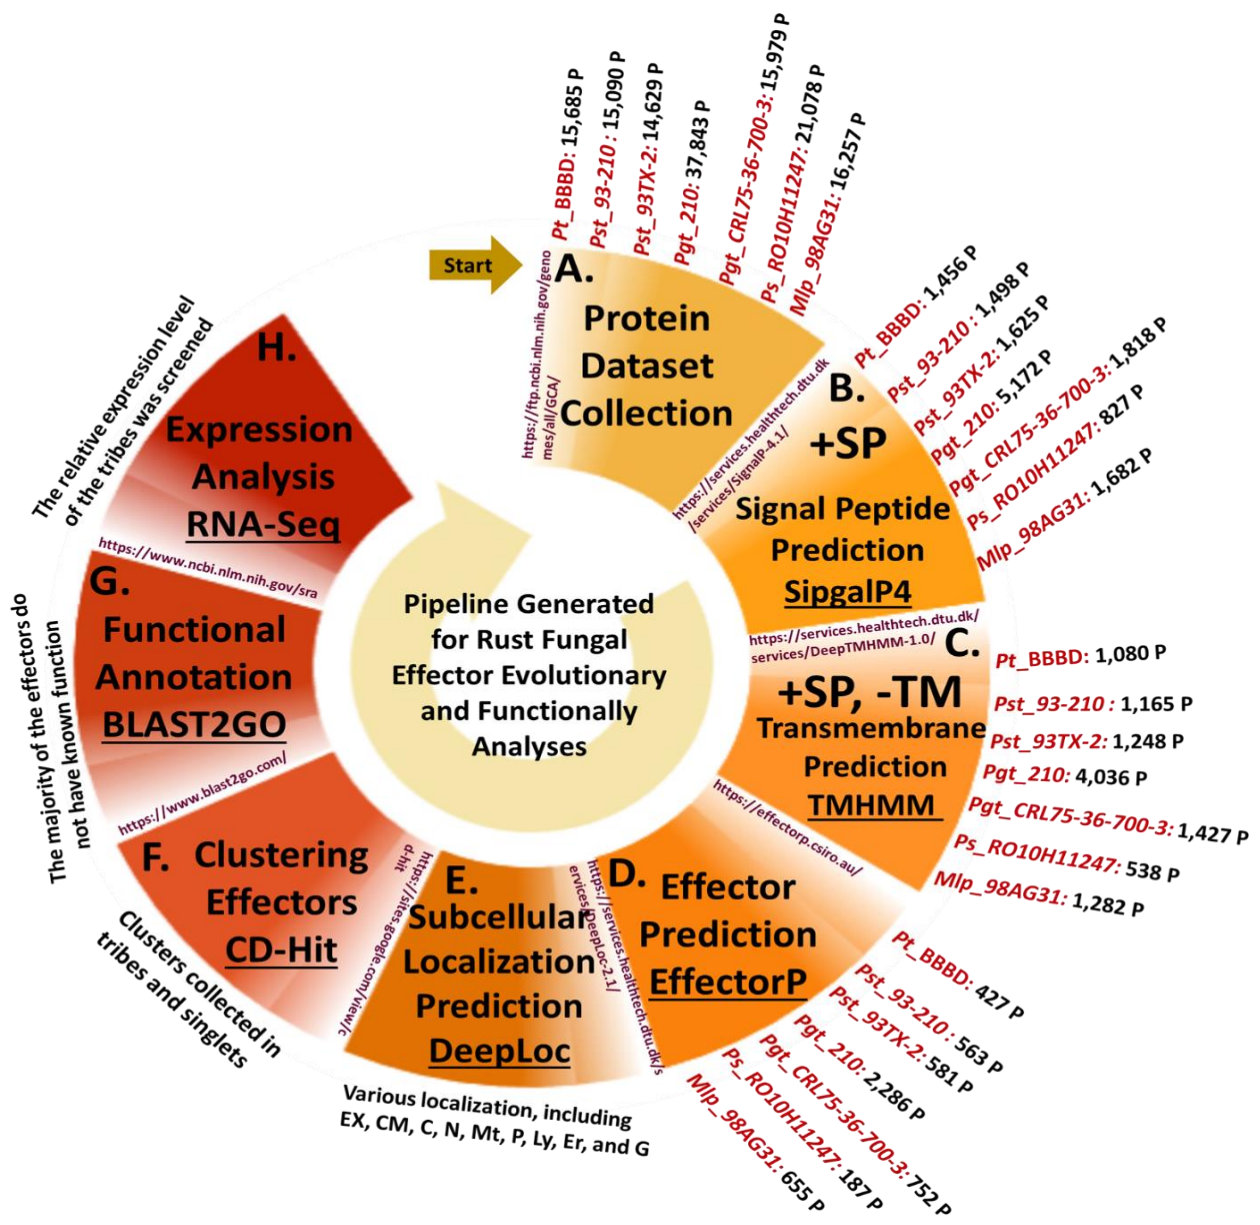 Start
Pt_BBBD: 15,685 P
Pst_93-210 : 15,090 P
Pst_93TX-2: 14,629 P
Pgt_210: 37,843 P
Pgt_CRL75-36-700-3: 15,979 P
Ps_RO10H11247: 21,078 P
Mlp_98AG31: 16,257 P
https://ftp.ncbi.nlm.nih.gov/geno
mes/all/GCA/
A.
Protein
Dataset
Collection
Pt_BBBD: 1,456 P
Pst_93-210 : 1,498 P
Pst_93TX-2: 1,625 P
Pgt_210: 5,172 P
Pgt_CRL75-36-700-3: 1,818 P
Ps_RO10H11247: 827 P
Mlp_98AG31: 1,682 P
https://services.healthtech.dtu.dk
/services/SignalP-4.1/
B.
+SP
Signal Peptide
Prediction
SipgalP4
Pt_BBBD: 1,080 P
Pst_93-210 : 1,165 P
Pst_93TX-2: 1,248 P
Pgt_210: 4,036 P
Pgt_CRL75-36-700-3: 1,427 P
Ps_RO10H11247: 538 P
Mlp_98AG31: 1,282 P
https://services.healthtech.dtu.dk/
services/DeepTMHMM-1.0/
C.
+SP, -TM
Transmembrane
Prediction
TMHMM
Pt_BBBD: 427 P
Pst_93-210 : 563 P
Pst_93TX-2: 581 P
Pgt_210: 2,286 P
Pgt_CRL75-36-700-3: 752 P
Ps_RO10H11247: 187 P
Mlp_98AG31: 655 P
https://effectorp.csiro.au/
D.
Effector
Prediction
EffectorP
https://services.healthtech.dtu.dk/s
ervices/DeepLoc-2.1/
E.
Subcellular
Localization
Prediction
DeepLoc
Various localization, including
EX, CM, C, N, Mt, P, Ly, Er, and G
https://sites.google.com/view/c
d-hit
F.
Clustering
Effectors
CD-Hit
Clusters collected in
tribes and singlets
https://www.blast2go.com/
G.
Functional
Annotation
BLAST2GO
The majority of the effectors do
not have known function
https://www.ncbi.nlm.nih.gov/sra
H.
Expression
Analysis
RNA-Seq
The relative expression level
of the tribes was screened
Pipeline Generated
for Rust Fungal
Effector Evolutionary
and Functionally
Analyses